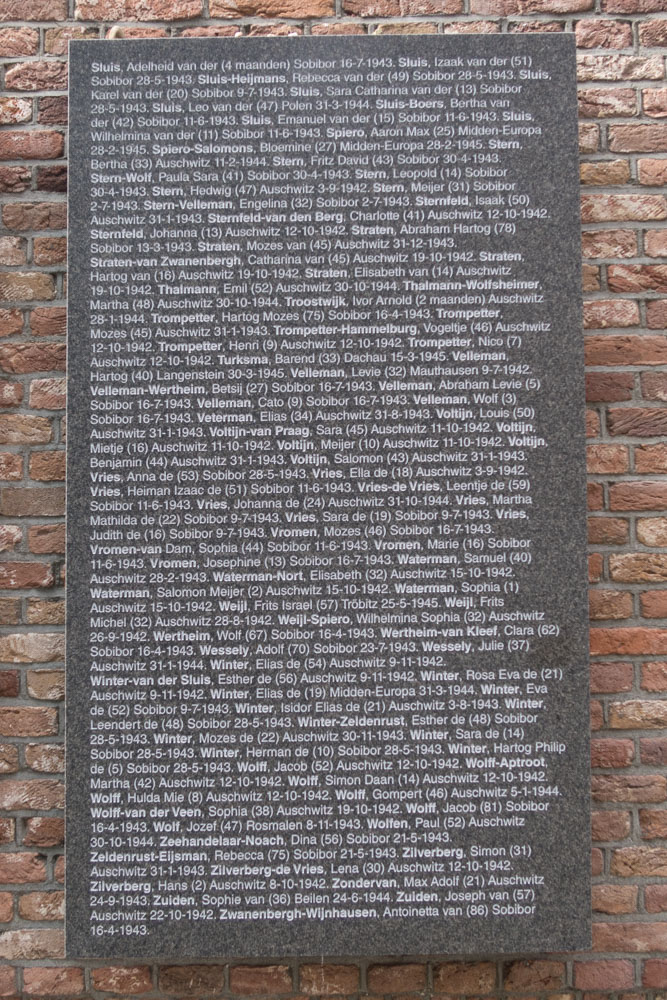 Sluis, Adelheid van der (4 maanden) Sobibor 16-7-1943. Sluis, Izaak van der (51)
Sobibor 28-5-1943. Sluis-Heijmans, Rebecca van der (49) Sobibor 28-5-1943. Sluis,
Karel van der (20) Sobibor 9-7-1943. Sluis, Sara Catharina van der (13) Sobibor
28-5-1943. Sluis, Leo van der (47) Polen 31-3-1944. Sluis-Boers, Bertha van
der (42) Sobibor 11-6-1943. Sluis, Emanuel van der (15) Sobibor 11-6-1943. Sluis,
Wilhelmina van der (11) Sobibor 11-6-1943. Spiero, Aaron Max (25) Midden-Europa
28-2-1945. Spiero-Salomons, Bloemine (27) Midden-Europa 28-2-1945. Stern,
Bertha (33) Auschwitz 11-2-1944. Stern, Fritz David (43) Sobibor 30-4-1943.
Stern-Wolf, Paula Sara (41) Sobibor 30-4-1943. Stern, Leopold (14) Sobibor
30-4-1943. Stern, Hedwig (47) Auschwitz 3-9-1942. Stern, Meijer (31) Sobibor
2-7-1943. Stern-Velleman, Engelina (32) Sobibor 2-7-1943. Sternfeld, Isaak (50)
Auschwitz 31-1-1943. Sternfeld-van den Berg, Charlotte (41) Auschwitz 12-10-1942.
Sternfeld, Johanna (13) Auschwitz 12-10-1942. Straten, Abraham Hartog (78)
Sobibor 13-3-1943. Straten, Mozes van (45) Auschwitz 31-12-1943.
Straten-van Zwanenbergh, Catharina van (45) Auschwitz 19-10-1942. Straten,
Hartog van (16) Auschwitz 19-10-1942. Straten, Elisabeth van (14) Auschwitz
19-10-1942. Thalmann, Emil (52) Auschwitz 30-10-1944. Thalmann-Wolfsheimer,
Martha (48) Auschwitz 30-10-1944. Troostwijk, Ivor Arnold (2 maanden) Auschwitz
28-1-1944. Trompetter, Hartog Mozes (75) Sobibor 16-4-1943. Trompetter,
Mozes (45) Auschwitz 31-1-1943. Trompetter-Hammelburg, Vogeltje (46) Auschwitz
12-10-1942. Trompetter, Henri (9) Auschwitz 12-10-1942. Trompetter, Nico (7)
Auschwitz 12-10-1942. Turksma, Barend (33) Dachau 15-3-1945. Velleman,
Hartog (40) Langenstein 30-3-1945. Velleman, Levie (32) Mauthausen 9-7-1942.
Velleman-Wertheim, Betsij (27) Sobibor 16-7-1943. Velleman, Abraham Levie (5)
Sobibor 16-7-1943. Velleman, Cato (9) Sobibor 16-7-1943. Velleman, Wolf (3)
Sobibor 16-7-1943. Veterman, Elias (34) Auschwitz 31-8-1943. Voltijn, Louis (50)
Auschwitz 31-1-1943. Voltijn-van Praag, Sara (45) Auschwitz 11-10-1942. Voltijn,
Mietje (16) Auschwitz 11-10-1942. Voltijn, Meijer (10) Auschwitz 11-10-1942. Voltijn,
Benjamin (44) Auschwitz 31-1-1943. Voltijn, Salomon (43) Auschwitz 31-1-1943.
Vries, Anna de (53) Sobibor 28-5-1943. Vries, Ella de (18) Auschwitz 3-9-1942.
Vries, Heiman Izaac de (51) Sobibor 11-6-1943. Vries-de Vries, Leentje de (59)
Sobibor 11-6-1943. Vries, Johanna de (24) Auschwitz 31-10-1944. Vries, Martha
Mathilda de (22) Sobibor 9-7-1943. Vries, Sara de (19) Sobibor 9-7-1943. Vries,
Judith de (16) Sobibor 9-7-1943. Vromen, Mozes (46) Sobibor 16-7-1943.
Vromen-van Dam, Sophia (44) Sobibor 11-6-1943. Vromen, Marie (16) Sobibor
11-6-1943. Vromen, Josephine (13) Sobibor 16-7-1943. Waterman, Samuel (40)
Auschwitz 28-2-1943. Waterman-Nort, Elisabeth (32) Auschwitz 15-10-1942.
Waterman, Salomon Meijer (2) Auschwitz 15-10-1942. Waterman, Sophia (1)
Auschwitz 15-10-1942. Weijl, Frits Israel (57) Tröbitz 25-5-1945. Weijl, Frits
Michel (32) Auschwitz 28-8-1942. Weijl-Spiero, Wilhelmina Sophia (32) Auschwitz
26-9-1942. Wertheim, Wolf (67) Sobibor 16-4-1943. Wertheim-van Kleef, Clara (62)
Sobibor 16-4-1943. Wessely, Adolf (70) Sobibor 23-7-1943. Wessely, Julie (37)
Auschwitz 31-1-1944. Winter, Elias de (54) Auschwitz 9-11-1942.
Winter-van der Sluis, Esther de (56) Auschwitz 9-11-1942. Winter, Rosa Eva de (21)
Auschwitz 9-11-1942. Winter, Elias de (19) Midden-Europa 31-3-1944. Winter, Eva
de (52) Sobibor 9-7-1943. Winter, Isidor Elias de (21) Auschwitz 3-8-1943. Winter,
Leendert de (48) Sobibor 28-5-1943. Winter-Zeldenrust, Esther de (48) Sobibor
28-5-1943. Winter, Mozes de (22) Auschwitz 30-11-1943. Winter, Sara de (14)
Sobibor 28-5-1943. Winter, Herman de (10) Sobibor 28-5-1943. Winter, Hartog Philip
de (5) Sobibor 28-5-1943. Wolff, Jacob (52) Auschwitz 12-10-1942. Wolff-Aptroot,
Martha (42) Auschwitz 12-10-1942. Wolff, Simon Daan (14) Auschwitz 12-10-1942.
Wolff, Hulda Mie (8) Auschwitz 12-10-1942. Wolff, Gompert (46) Auschwitz 5-1-1944.
Wolff-van der Veen, Sophia (38) Auschwitz 19-10-1942. Wolff, Jacob (81) Sobibor
16-4-1943. Wolf, Jozef (47) Rosmalen 8-11-1943. Wolfen, Paul (52) Auschwitz
30-10-1944. Zeehandelaar-Noach, Dina (56) Sobibor 21-5-1943.
Zeldenrust-Eijsman, Rebecca (75) Sobibor 21-5-1943. Zilverberg, Simon (31)
Auschwitz 31-1-1943. Zilverberg-de Vries, Lena (30) Auschwitz 12-10-1942.
Zilverberg, Hans (2) Auschwitz 8-10-1942. Zondervan, Max Adolf (21) Auschwitz
24-9-1943. Zuiden, Sophie van (36) Beilen 24-6-1944. Zuiden, Joseph van (57)
Auschwitz 22-10-1942. Zwanenbergh-Wijnhausen, Antoinetta van (86) Sobibor
16-4-1943.